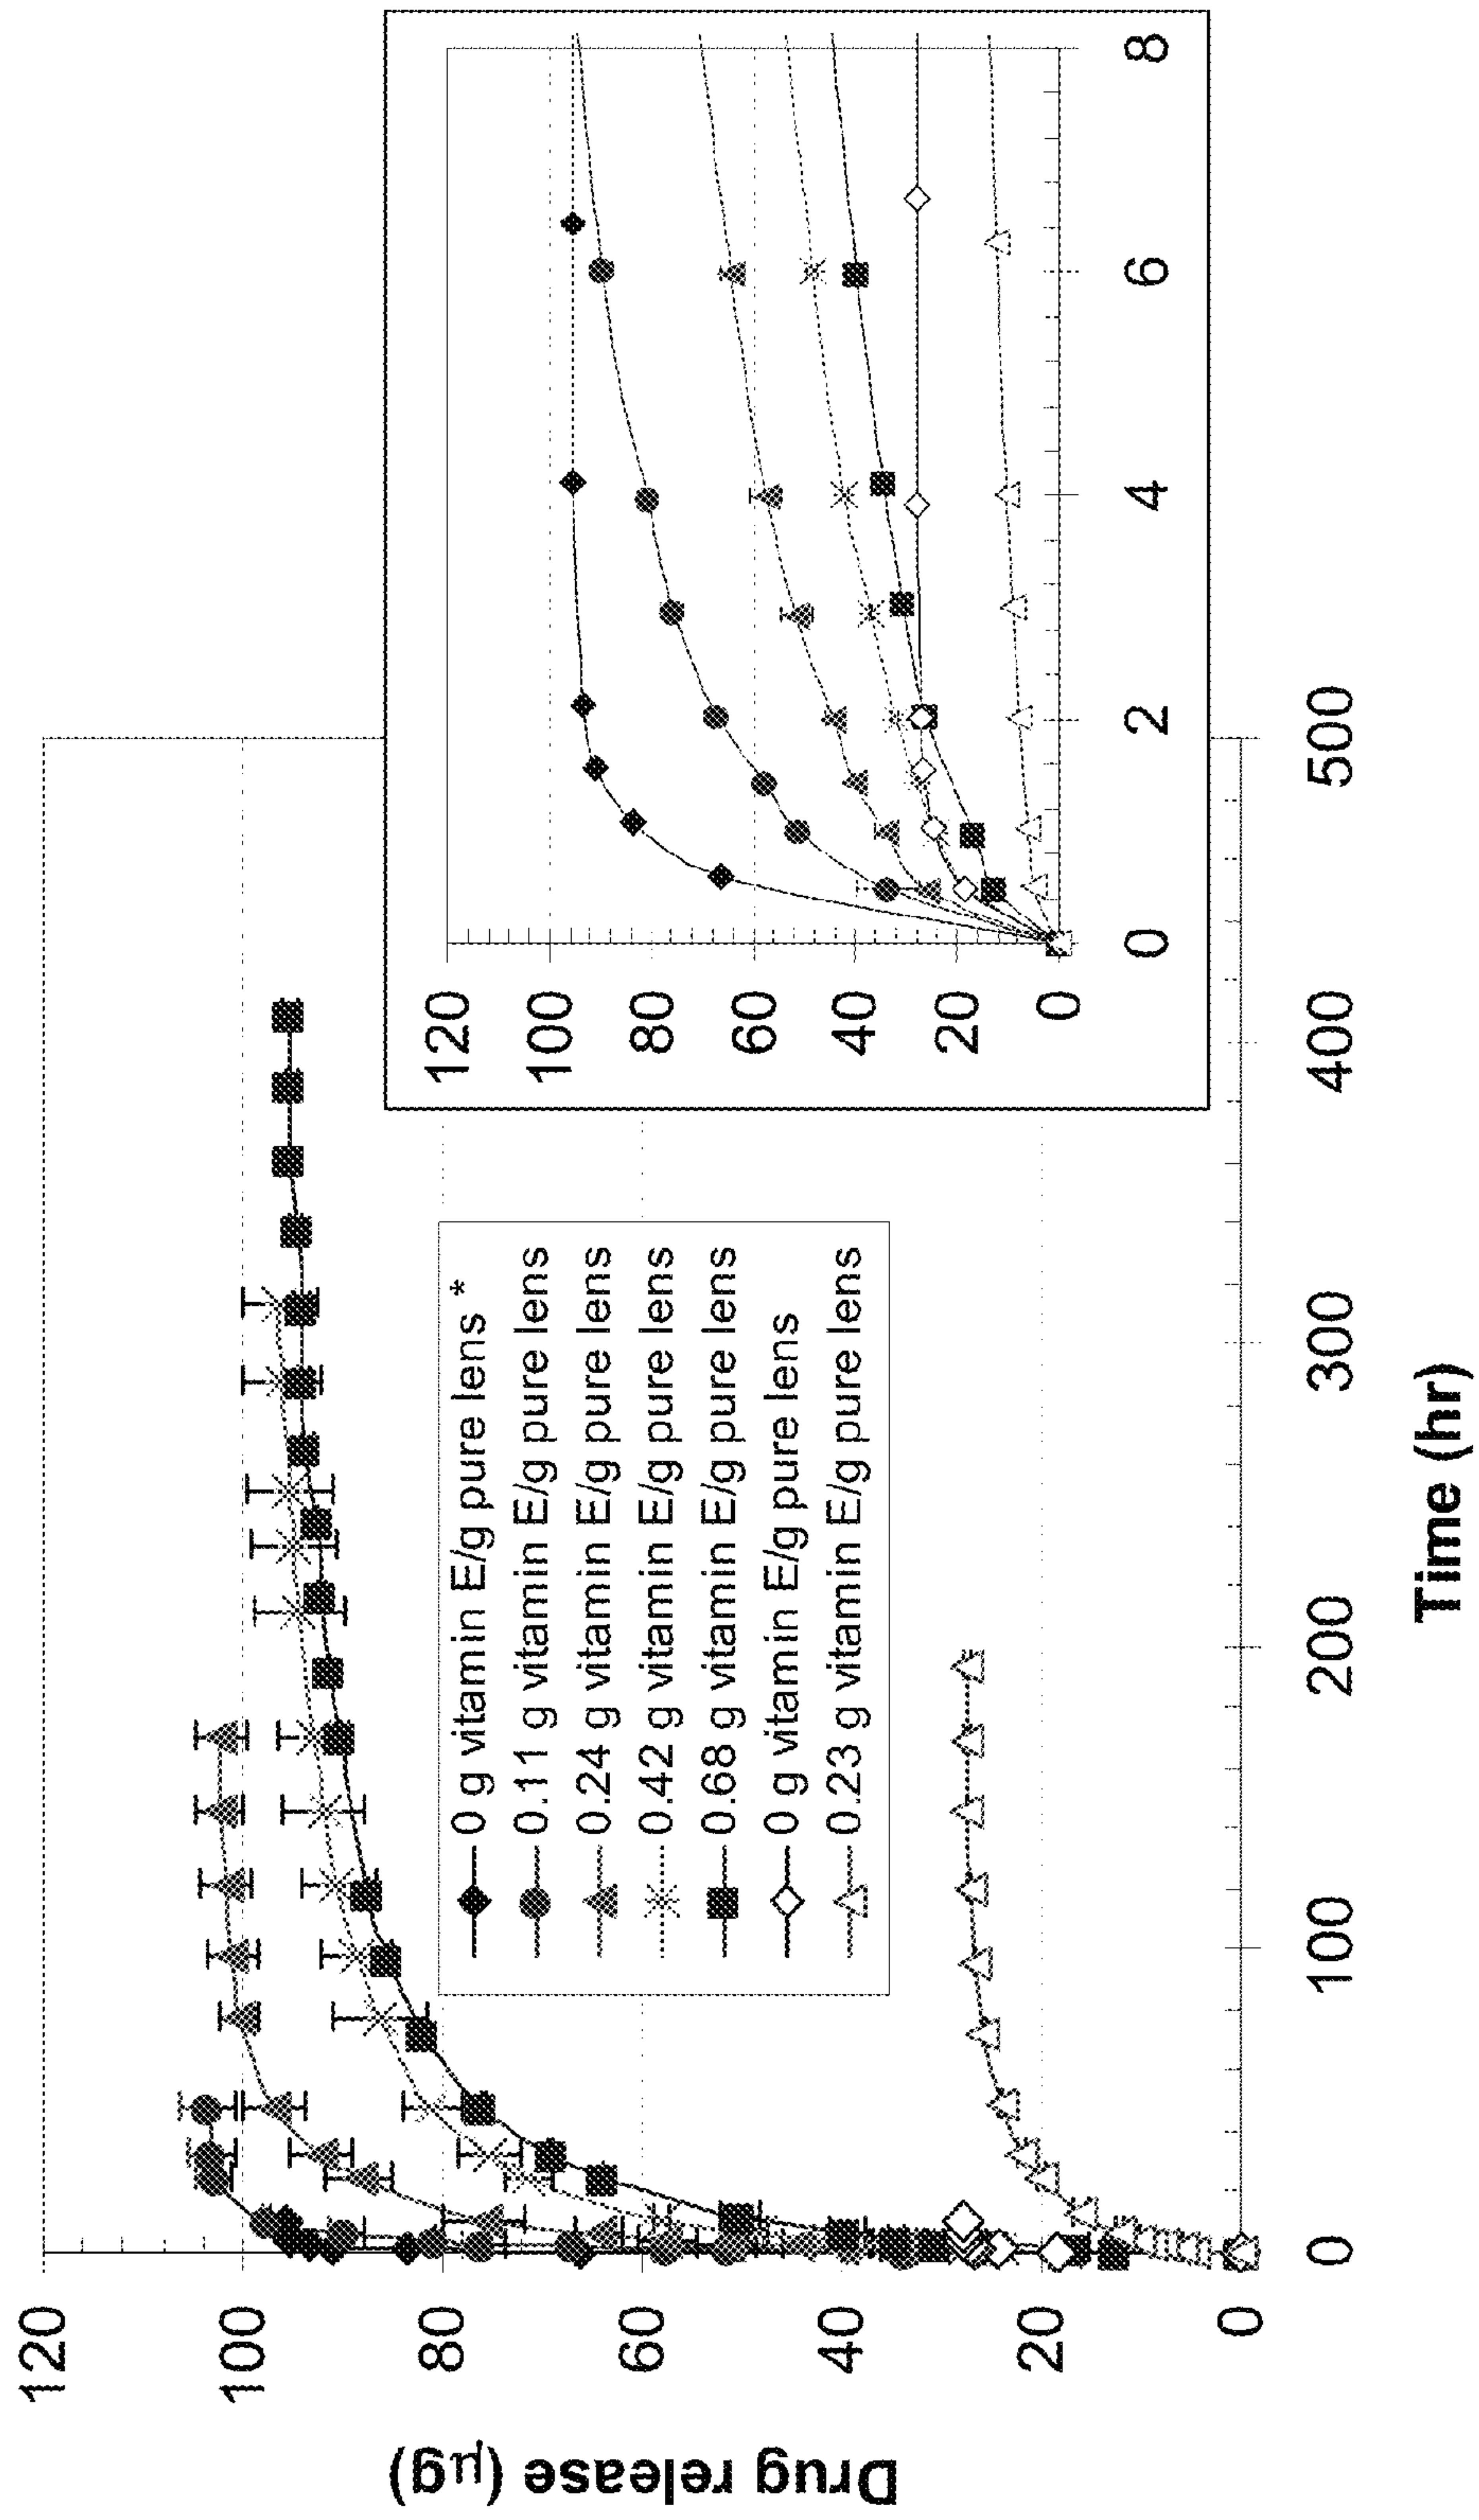 Drug release (μg)
120
100
80
60
40
20
0
0
100
200
300
400
500
Time (hr)
0 g vitamin E/g pure lens *
0.11 g vitamin E/g pure lens
0.24 g vitamin E/g pure lens
0.42 g vitamin E/g pure lens
0.68 g vitamin E/g pure lens
0 g vitamin E/g pure lens
0.23 g vitamin E/g pure lens
120
100
80
60
40
20
0
0
2
4
6
8